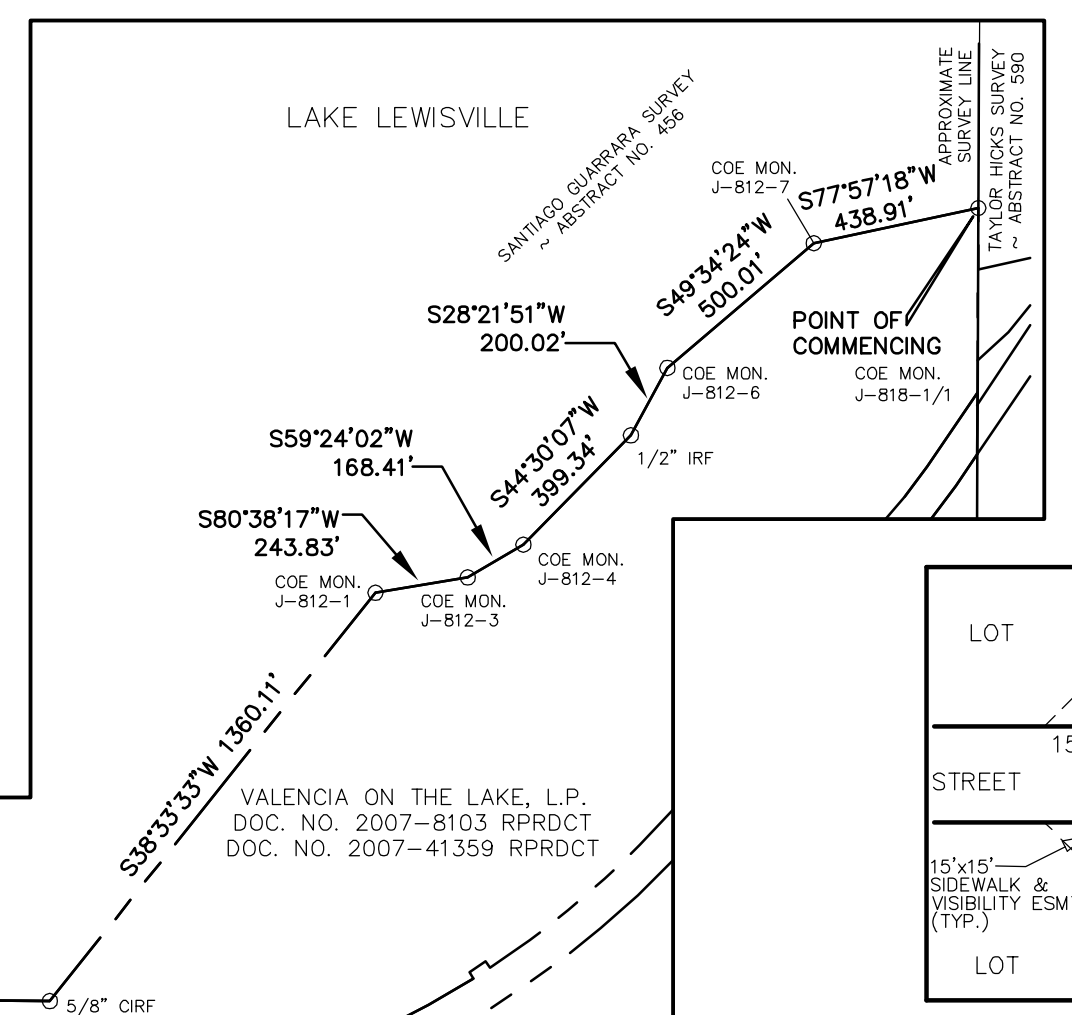 LAKE LEWISVILLE
SANTIAGO GUARRARA SURVEY
~ ABSTRACT NO. 456
APPROXIMATE
SURVEY LINE
TAYLOR HICKS SURVEY
~ ABSTRACT NO. 590
COE MON.
J-812-7
S77°57'18"W
438.91'
S49°34'24"W
500.01'
S28°21'51"W
200.02'
POINT OF
COMMENCING
COE MON.
J-818-1/1
COE MON.
J-812-6
1/2" IRF
S59°24'02"W
168.41'
S44°30'07"W
399.34'
S80°38'17"W
243.83'
COE MON.
J-812-4
COE MON.
J-812-1
COE MON.
J-812-3
S38°33'33"W 1360.11'
VALENCIA ON THE LAKE, L.P.
DOC. NO. 2007-8103 RPRDCT
DOC. NO. 2007-41359 RPRDCT
5/8" CIRF
LOT
15
STREET
15'x15'
SIDEWALK &
VISIBILITY ESM
(TYP.)
LOT